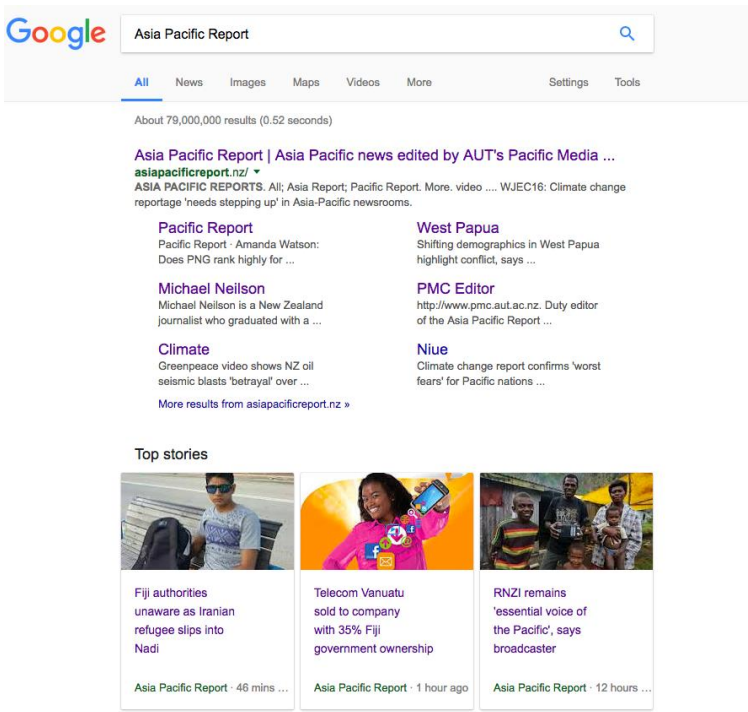 Google
Asia Pacific Report
All News Images Maps Videos More Settings Tools
About 79,000,000 results (0.52 seconds)
Asia Pacific Report | Asia Pacific news edited by AUT's Pacific Media ...
asiapacificreport.nz/
ASIA PACIFIC REPORTS. All; Asia Report; Pacific Report. More. video .... WJEC16: Climate change
reportage 'needs stepping up' in Asia-Pacific newsrooms.
Pacific Report
Pacific Report · Amanda Watson:
Does PNG rank highly for ...
West Papua
Shifting demographics in West Papua
highlight conflict, says ...
Michael Neilson
Michael Neilson is a New Zealand
journalist who graduated with a ...
PMC Editor
http://www.pmc.aut.ac.nz. Duty editor
of the Asia Pacific Report ...
Climate
Greenpeace video shows NZ oil
seismic blasts 'betrayal' over ...
Niue
Climate change report confirms 'worst
fears' for Pacific nations ...
More results from asiapacificreport.nz »
Top stories
Fiji authorities
unaware as Iranian
refugee slips into
Nadi
Asia Pacific Report · 46 mins ...
Telecom Vanuatu
sold to company
with 35% Fiji
government ownership
Asia Pacific Report · 1 hour ago
RNZI remains
'essential voice of
the Pacific', says
broadcaster
Asia Pacific Report · 12 hours ...